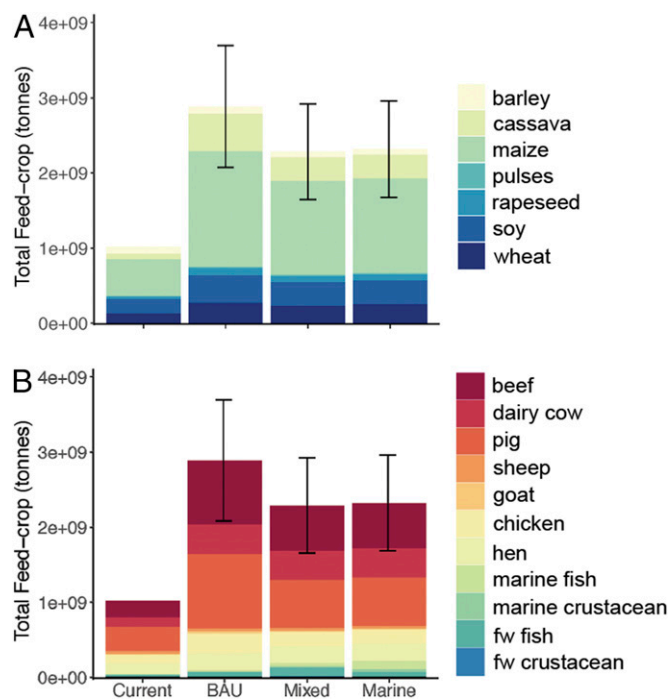 A
Total Feed-crop (tonnes)
4e+09
3e+09
2e+09
1e+09
0e+00
barley
cassava
maize
pulses
rapeseed
soy
wheat
B
Total Feed-crop (tonnes)
4e+09
3e+09
2e+09
1e+09
0e+00
Current BAU Mixed Marine
beef
dairy cow
pig
sheep
goat
chicken
hen
marine fish
marine crustacean
fw fish
fw crustacean